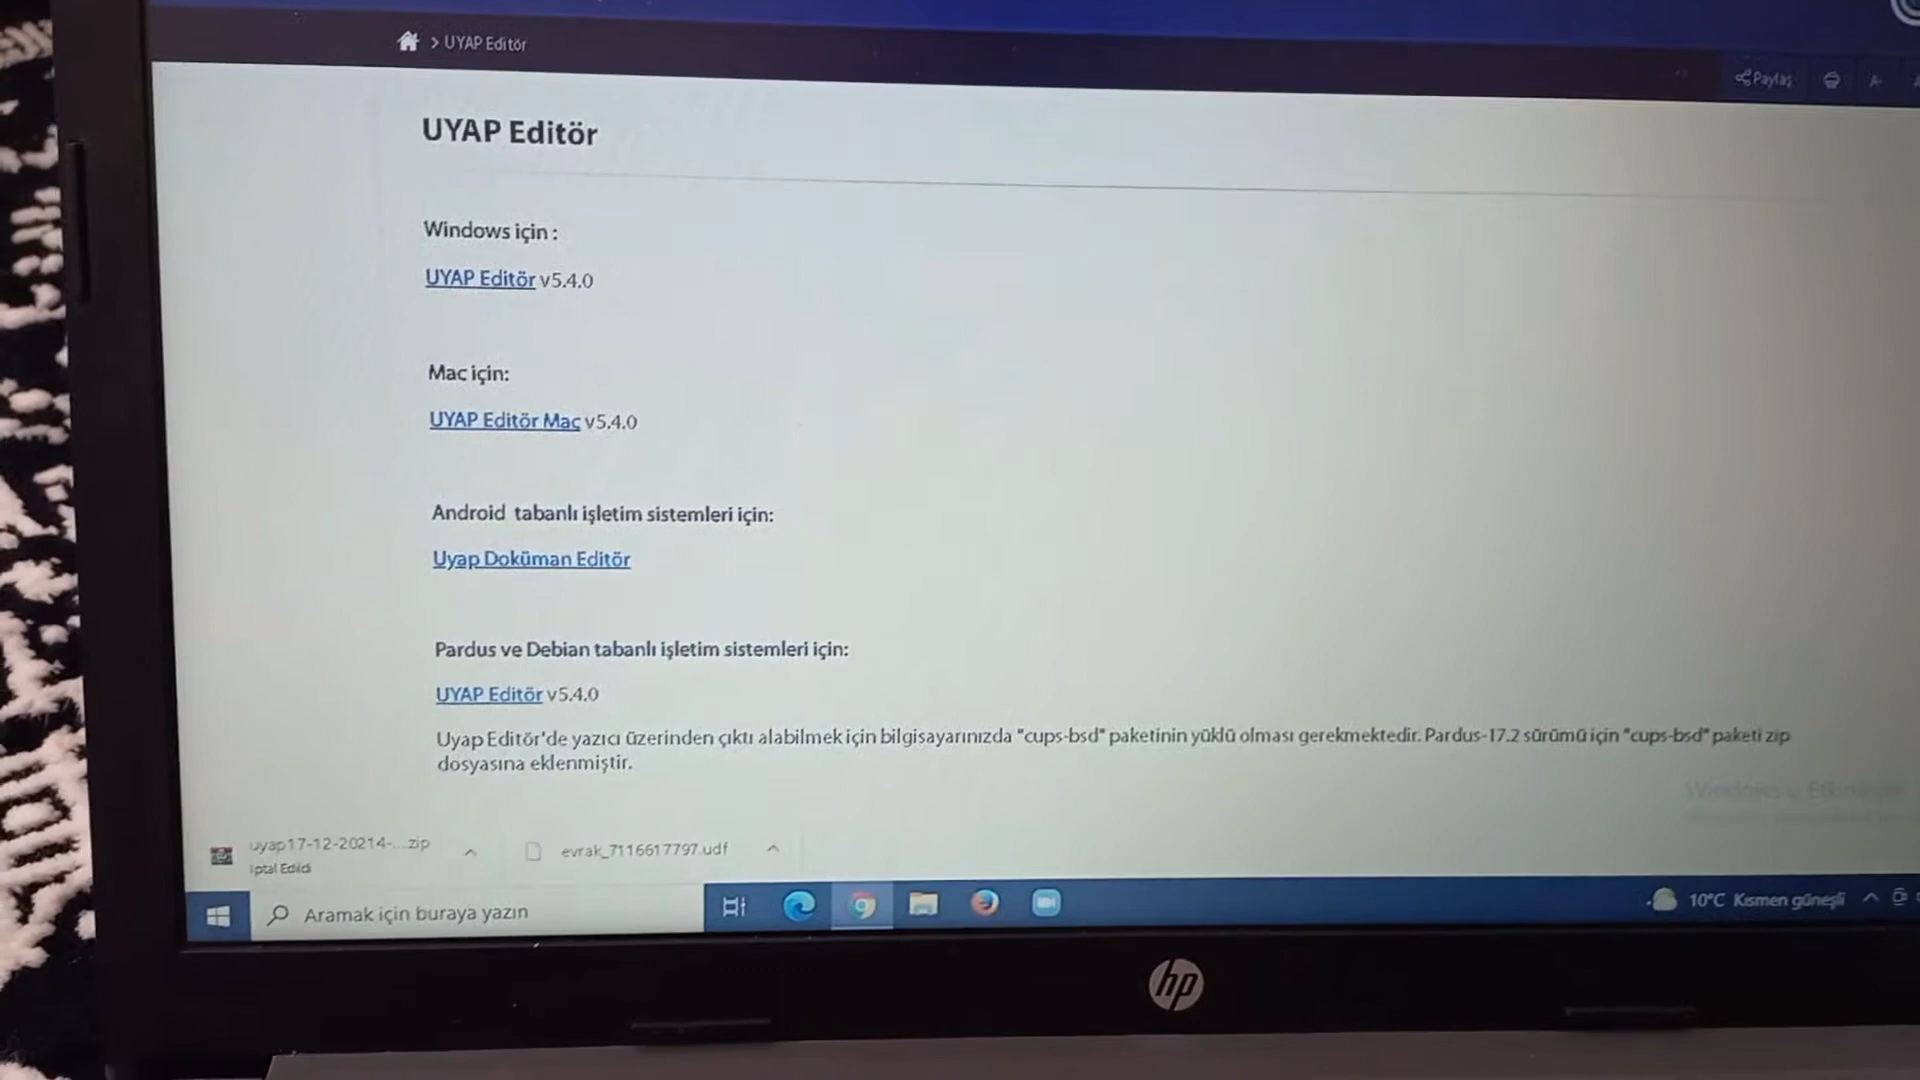 > UYAP Editör
Paylaş
A-
UYAP Editör
Windows için :
UYAP Editör v5.4.0
Mac için:
UYAP Editör Mac v5.4.0
Android tabanlı işletim sistemleri için:
Uyap Doküman Editör
Pardus ve Debian tabanlı işletim sistemleri için:
UYAP Editör v5.4.0
Uyap Editör'de yazıcı üzerinden çıktı alabilmek için bilgisayarınızda "cups-bsd" paketinin yüklü olması gerekmektedir. Pardus-17.2 sürümü için "cups-bsd" paketi zip
dosyasına eklenmiştir.
uyap17-12-20214-...zip
İptal Edildi
evrak_7116617797.udf
Aramak için buraya yazın
10°C Kısmen güneşli
hp